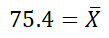 75.4 = X̅